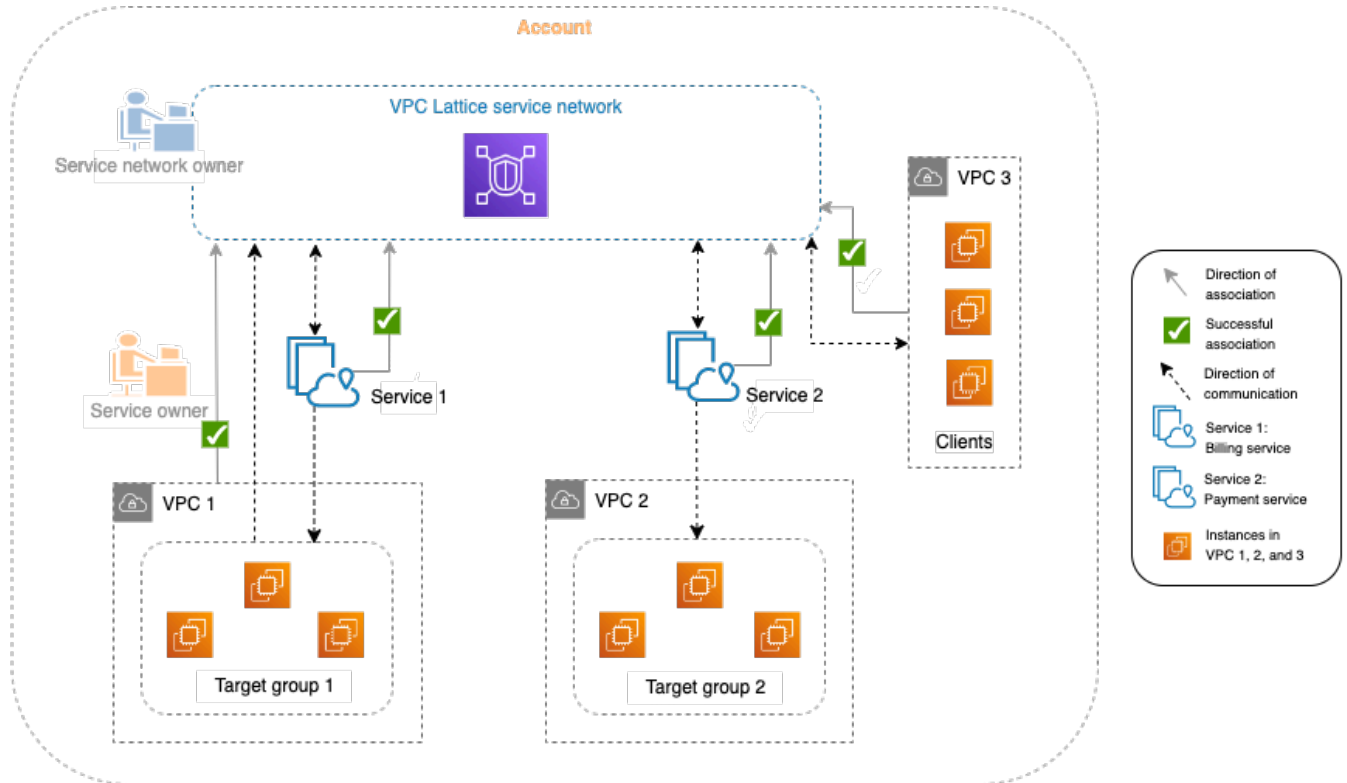 Account
VPC Lattice service network
Service network owner
VPC 3
Service owner
Service 1
Service 2
Clients
VPC 1
VPC 2
Target group 1
Target group 2
Direction of
association
Successful
association
Direction of
communication
Service 1:
Billing service
Service 2:
Payment service
Instances in
VPC 1, 2, and 3